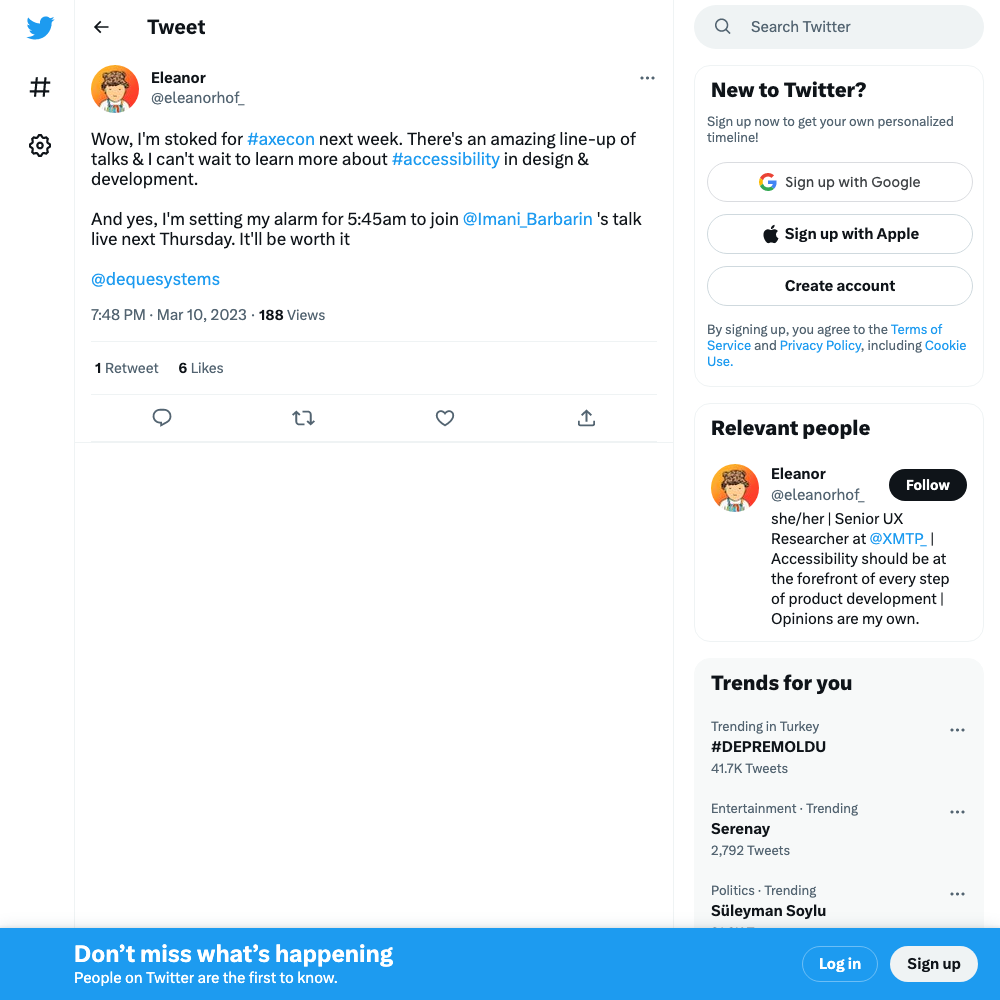 Tweet
Eleanor
@eleanorhof_
Wow, I'm stoked for #axecon next week. There's an amazing line-up of
talks & I can't wait to learn more about #accessibility in design &
development.
And yes, I'm setting my alarm for 5:45am to join @Imani_Barbarin 's talk
live next Thursday. It'll be worth it
@dequesystems
7:48 PM · Mar 10, 2023 · 188 Views
1 Retweet 6 Likes
Search Twitter
New to Twitter?
Sign up now to get your own personalized
timeline!
Sign up with Google
Sign up with Apple
Create account
By signing up, you agree to the Terms of
Service and Privacy Policy, including Cookie
Use.
Relevant people
Eleanor
@eleanorhof_
Follow
she/her | Senior UX
Researcher at @XMTP_ |
Accessibility should be at
the forefront of every step
of product development |
Opinions are my own.
Trends for you
Trending in Turkey
#DEPREMOLDU
41.7K Tweets
Entertainment · Trending
Serenay
2,792 Tweets
Politics · Trending
Süleyman Soylu
Don’t miss what’s happening
People on Twitter are the first to know.
Log in
Sign up